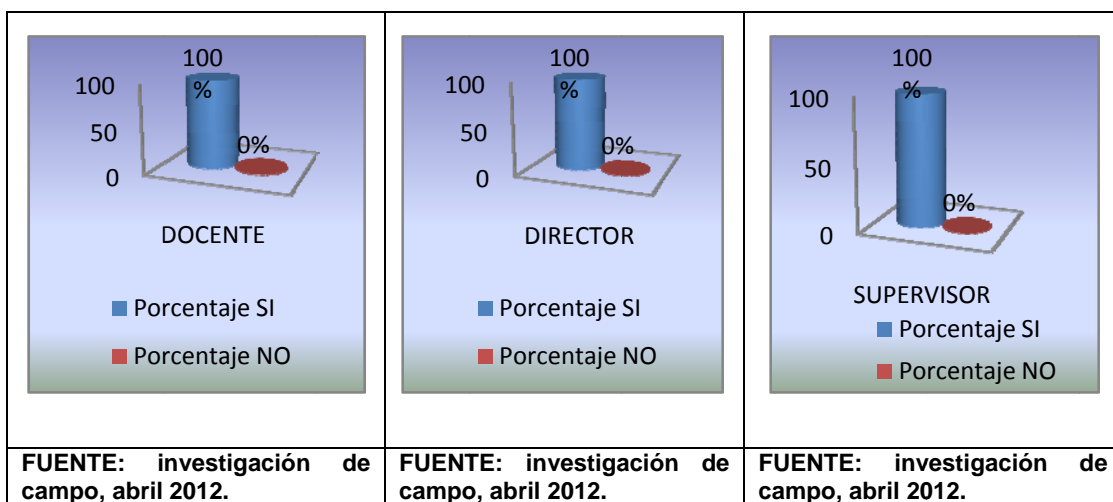 100
%
100
50
0
0%
DOCENTE
Porcentaje SI
Porcentaje NO
FUENTE: investigación de
campo, abril 2012.
100
%
100
50
0
0%
DIRECTOR
Porcentaje SI
Porcentaje NO
FUENTE: investigación de
campo, abril 2012.
100
%
100
50
0
0%
SUPERVISOR
Porcentaje SI
Porcentaje NO
FUENTE: investigación de
campo, abril 2012.